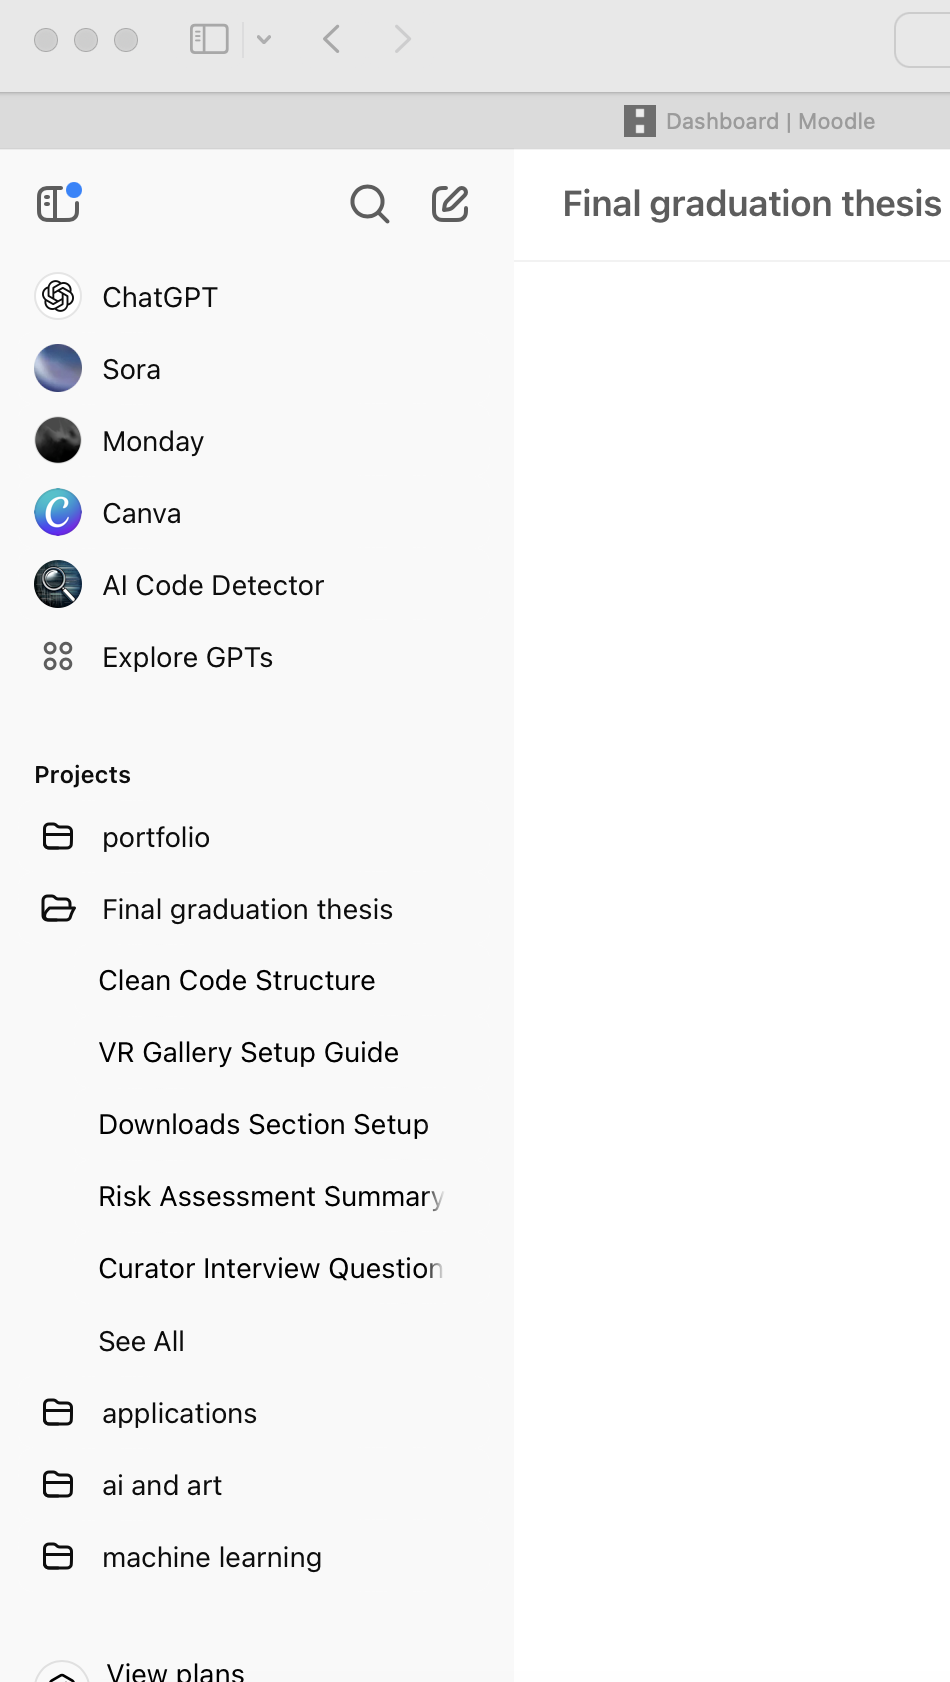 Dashboard | Moodle
Final graduation thesis
ChatGPT
Sora
Monday
Canva
AI Code Detector
Explore GPTs
Projects
portfolio
Final graduation thesis
Clean Code Structure
VR Gallery Setup Guide
Downloads Section Setup
Risk Assessment Summary
Curator Interview Question
See All
applications
ai and art
machine learning
View plans